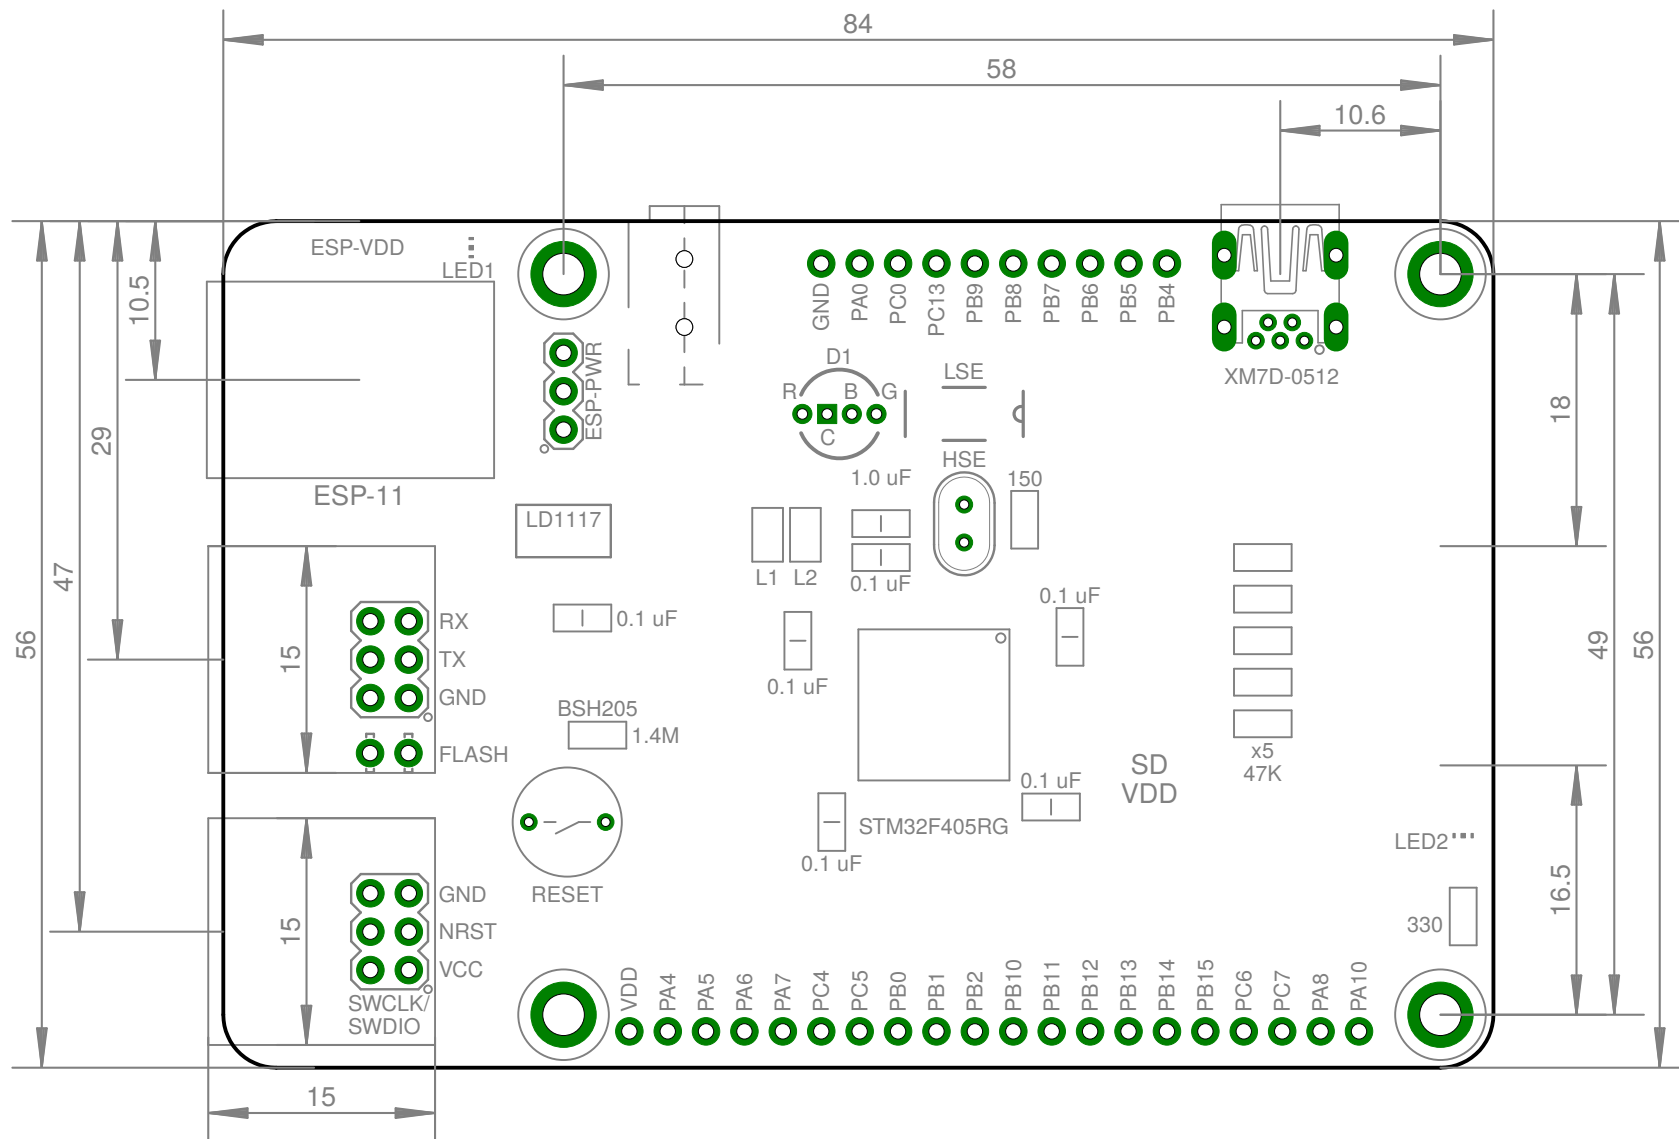 84
58
10.6
ESP-VDD
LED1
10.5
ESP-PWR
GND
PA0
PC0
PC13
PB9
PB8
PB7
PB6
PB5
PB4
XM7D-0512
D1
R
B
G
C
LSE
HSE
1.0 uF
150
29
18
ESP-11
LD1117
L1
L2
0.1 uF
47
56
15
RX
TX
GND
FLASH
0.1 uF
0.1 uF
0.1 uF
49
56
BSH205
1.4M
x5
47K
SD
VDD
0.1 uF
STM32F405RG
0.1 uF
LED2
RESET
16.5
330
15
GND
NRST
VCC
SWCLK/
SWDIO
VDD
PA4
PA5
PA6
PA7
PC4
PC5
PB0
PB1
PB2
PB10
PB11
PB12
PB13
PB14
PB15
PC6
PC7
PA8
PA10
15